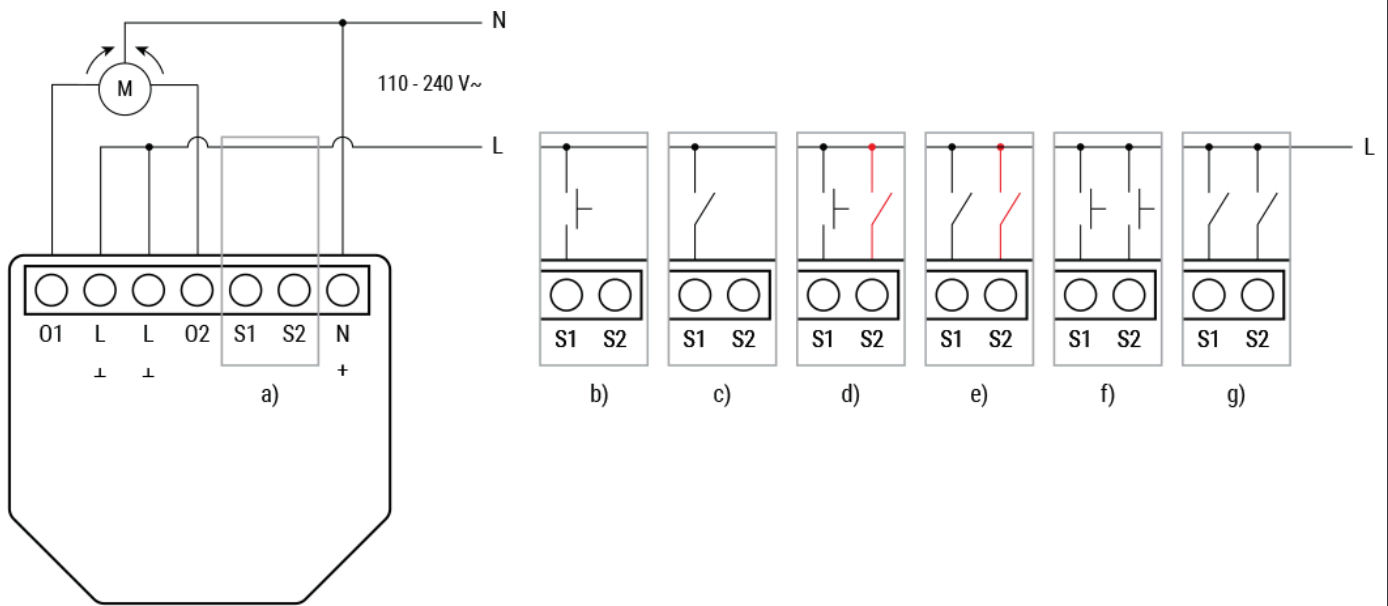 N
M
110 - 240 V~
L
L
O1 L L O2 S1 S2 N
⊥ ⊥ +
S1 S2 S1 S2 S1 S2 S1 S2 S1 S2 S1 S2
a) b) c) d) e) f) g)